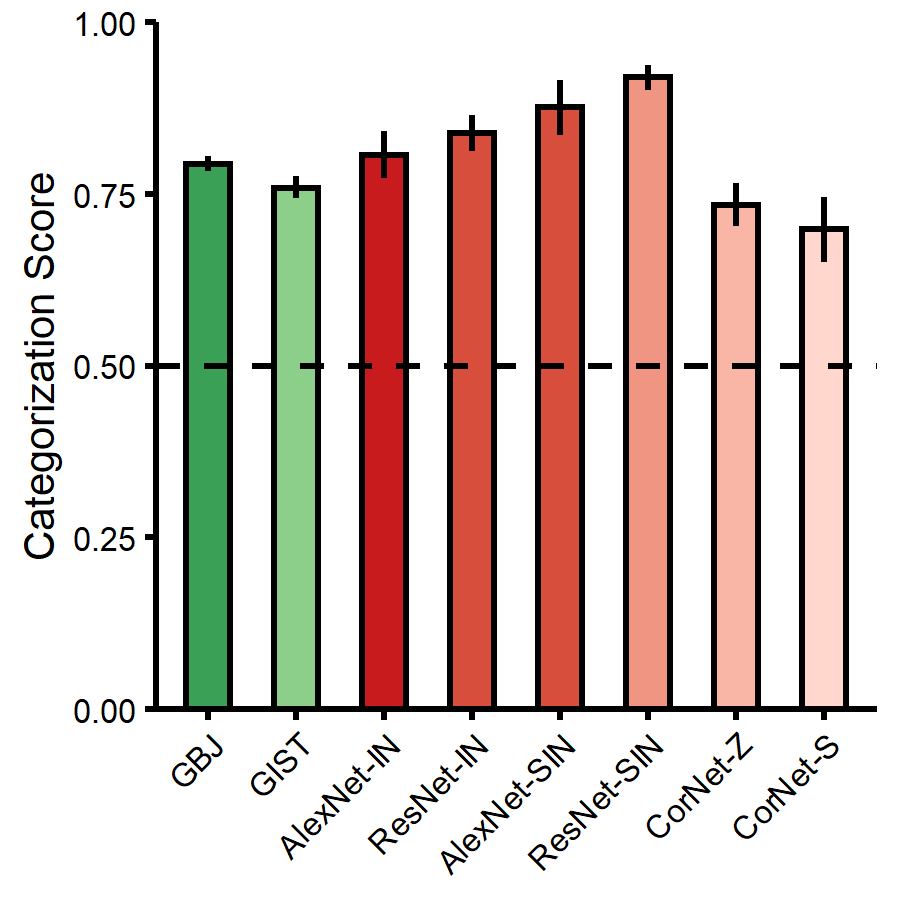 Categorization Score
1.00
0.75
0.50
0.25
0.00
GBJ
GIST
AlexNet-IN
ResNet-IN
AlexNet-SIN
ResNet-SIN
CorNet-Z
CorNet-S